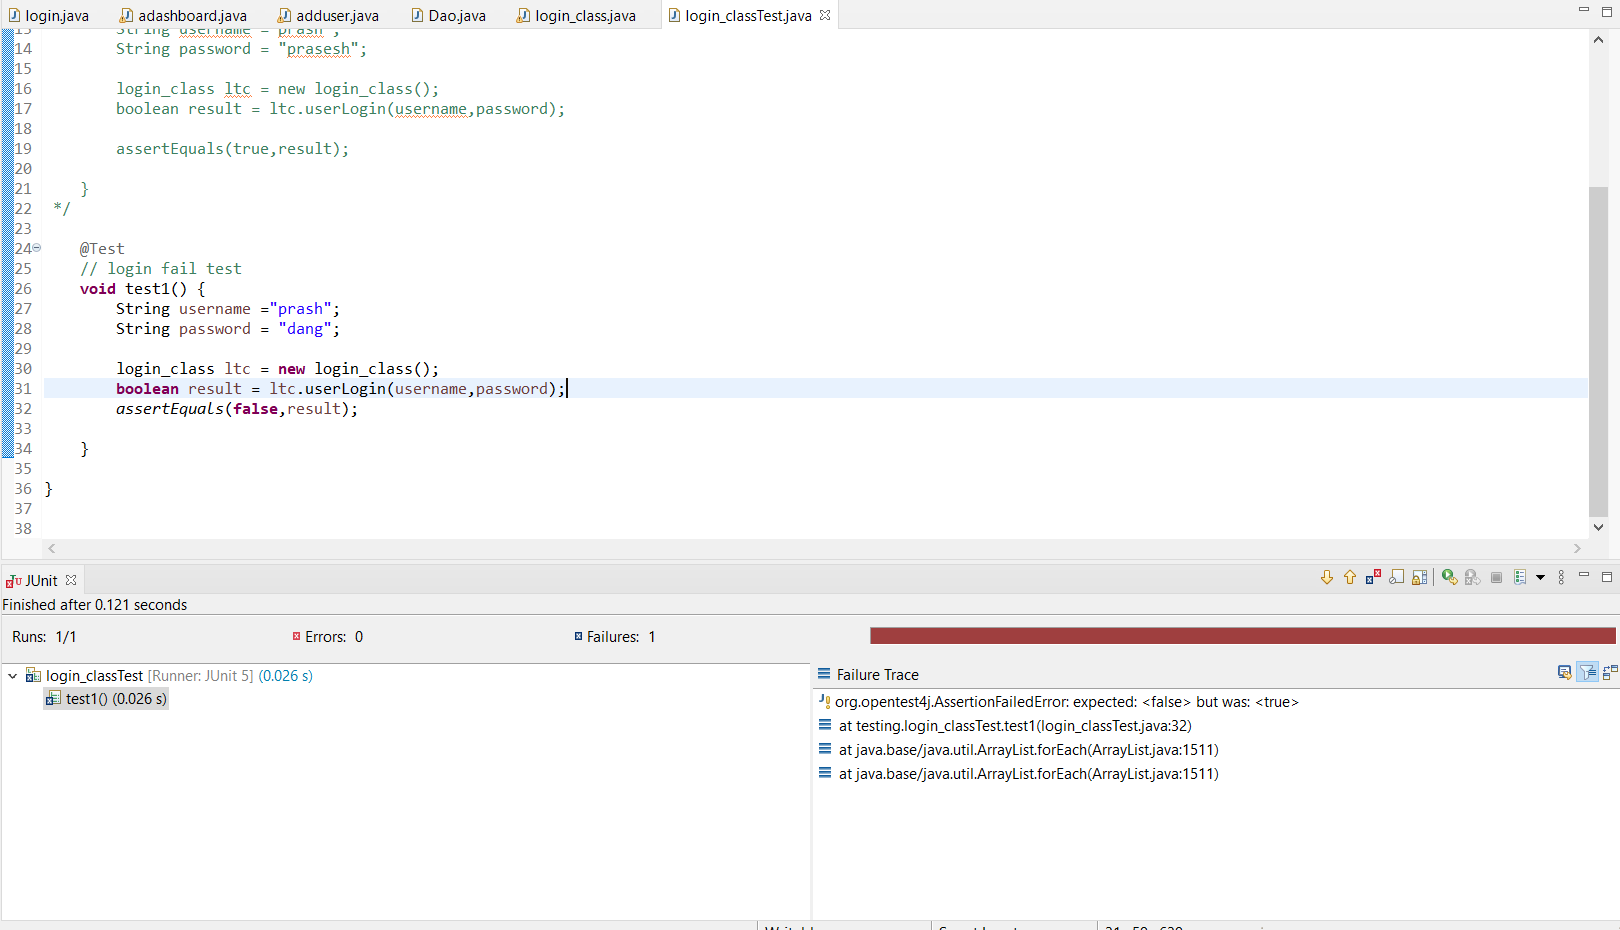 login.java adashboard.java adduser.java Dao.java login_class.java login_classTest.java
13 String username = "prash";
14 String password = "prasesh";
15
16 login_class ltc = new login_class();
17 boolean result = ltc.userLogin(username,password);
18
19 assertEquals(true,result);
20
21 }
22 */
23
24 @Test
25 // login fail test
26 void test1() {
27 String username ="prash";
28 String password = "dang";
29
30 login_class ltc = new login_class();
31 boolean result = ltc.userLogin(username,password);
32 assertEquals(false,result);
33
34 }
35
36 }
37
38
JUnit
Finished after 0.121 seconds
Runs: 1/1 Errors: 0 Failures: 1
login_classTest [Runner: JUnit 5] (0.026 s)
test1() (0.026 s)
Failure Trace
org.opentest4j.AssertionFailedError: expected: <false> but was: <true>
at testing.login_classTest.test1(login_classTest.java:32)
at java.base/java.util.ArrayList.forEach(ArrayList.java:1511)
at java.base/java.util.ArrayList.forEach(ArrayList.java:1511)